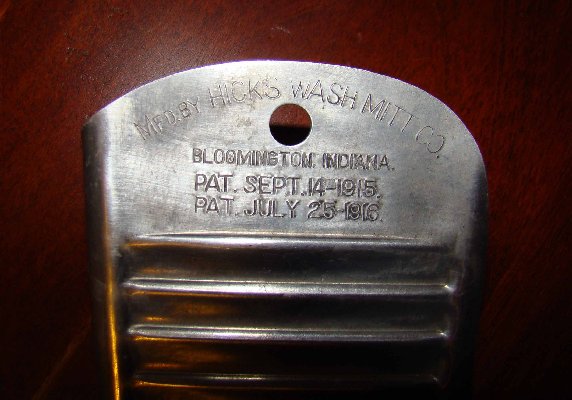 MFD. BY HICKS WASH MITT CO.
BLOOMINGTON. INDIANA.
PAT. SEPT. 14-1915.
PAT. JULY 25-1916.